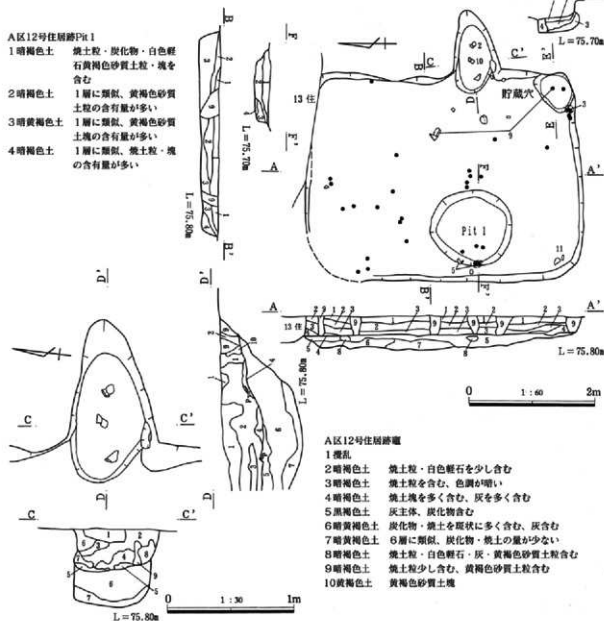 A区12号住居跡Pit 1
1暗褐色土 焼土粒・炭化物・白色軽
石黄褐色砂質土粒・塊を
含む
2暗褐色土 1層に類似、黄褐色砂質
土粒の含有量が多い
3暗黄褐色土 1層に類似、黄褐色砂質
土塊の含有量が多い
4暗褐色土 1層に類似、焼土粒・塊
の含有量が多い
B
B'
L=75.80m
F
F'
L=75.70m
L=75.70m
13住
貯蔵穴
Pit 1
A
A'
B
B'
C
C'
D
E
E'
F
F'
A
A'
13住
L=75.80m
0 1:60 2m
D'
D
C
C'
D'
D
L=75.80m
C
C'
L=75.80m
0 1:30 1m
A区12号住居跡竈
1攪乱
2暗褐色土 焼土粒・白色軽石を少し含む
3暗褐色土 焼土粒を含む、色調が暗い
4暗褐色土 焼土塊を多く含む、灰を多く含む
5黒褐色土 灰主体、炭化物含む
6暗黄褐色土 炭化物・焼土を斑状に多く含む、灰含む
7暗黄褐色土 6層に類似、炭化物・焼土の量が少ない
8暗褐色土 焼土粒・白色軽石・灰・黄褐色砂質土粒含む
9暗褐色土 焼土粒少し含む、黄褐色砂質土粒含む
10黄褐色土 黄褐色砂質土塊